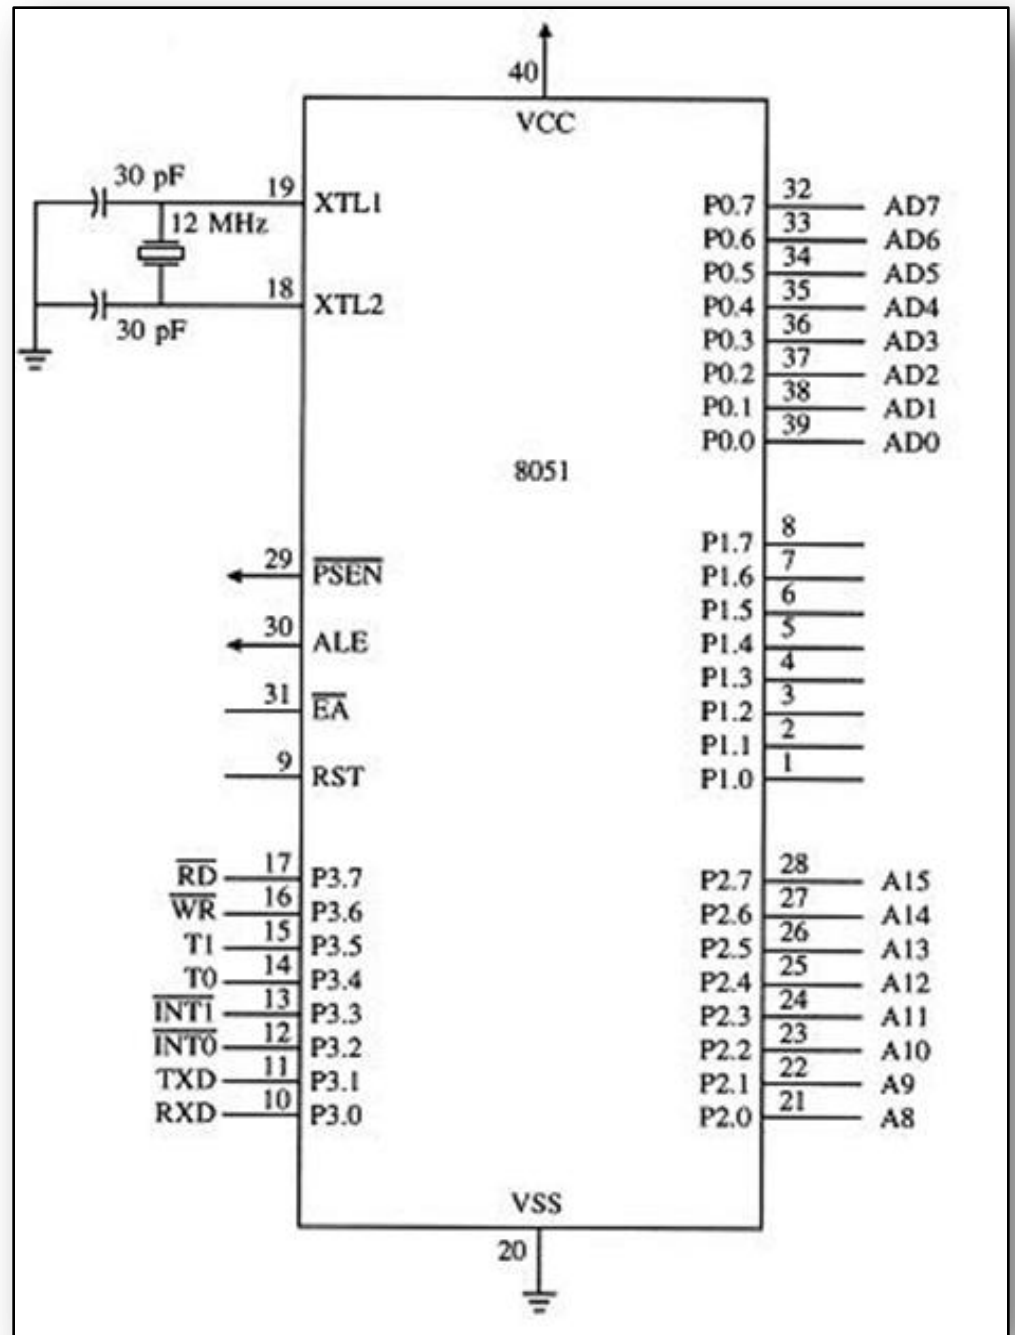 40
VCC
30 pF
19 XTL1
12 MHz
18 XTL2
30 pF
P0.7 32 AD7
P0.6 33 AD6
P0.5 34 AD5
P0.4 35 AD4
P0.3 36 AD3
P0.2 37 AD2
P0.1 38 AD1
P0.0 39 AD0
8051
29 PSEN
30 ALE
31 EA
9 RST
P1.7 8
P1.6 7
P1.5 6
P1.4 5
P1.3 4
P1.2 3
P1.1 2
P1.0 1
RD 17 P3.7
WR 16 P3.6
T1 15 P3.5
T0 14 P3.4
INT1 13 P3.3
INT0 12 P3.2
TXD 11 P3.1
RXD 10 P3.0
P2.7 28 A15
P2.6 27 A14
P2.5 26 A13
P2.4 25 A12
P2.3 24 A11
P2.2 23 A10
P2.1 22 A9
P2.0 21 A8
VSS
20